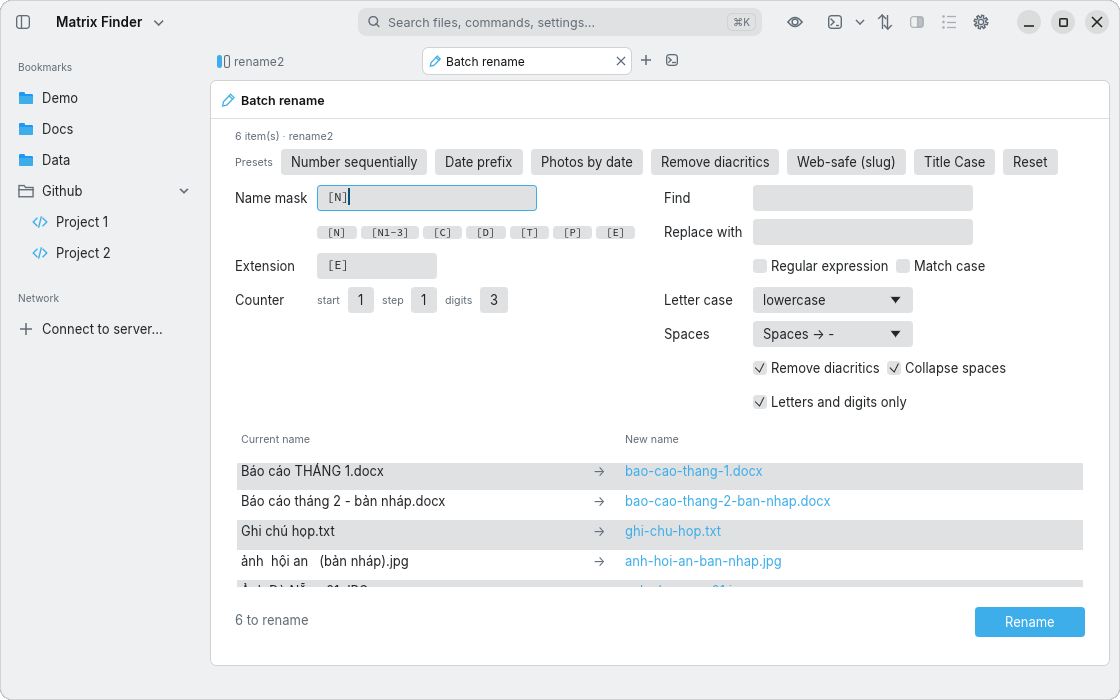 Matrix Finder
Search files, commands, settings...
⌘K
Bookmarks
Demo
Docs
Data
Github
Project 1
Project 2
Network
Connect to server...
rename2
Batch rename
Batch rename
6 item(s) · rename2
Presets Number sequentially Date prefix Photos by date Remove diacritics Web-safe (slug) Title Case Reset
Name mask [N]
[N] [N1-3] [C] [D] [T] [P] [E]
Extension [E]
Counter start 1 step 1 digits 3
Find
Replace with
Regular expression Match case
Letter case lowercase
Spaces Spaces → -
Remove diacritics Collapse spaces
Letters and digits only
Current name New name
Báo cáo THÁNG 1.docx → bao-cao-thang-1.docx
Báo cáo tháng 2 - bản nháp.docx → bao-cao-thang-2-ban-nhap.docx
Ghi chú họp.txt → ghi-chu-hop.txt
ảnh  hội an   (bản nháp).jpg → anh-hoi-an-ban-nhap.jpg
6 to rename
Rename